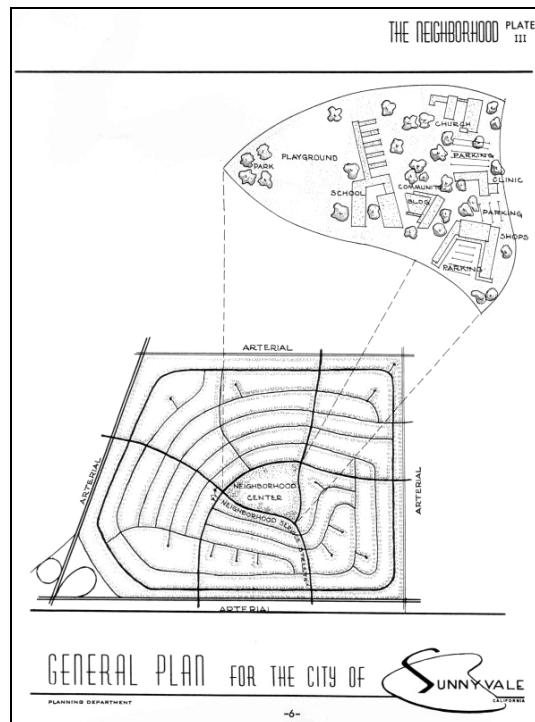 THE NEIGHBORHOOD PLATE III
CHURCH
PARKING
PARK
PLAYGROUND
CLINIC
SCHOOL
COMMUNITY
BLDG
PARKING
SHOPS
PARKING
ARTERIAL
ARTERIAL
ARTERIAL
NEIGHBORHOOD
CENTER
NEIGHBORHOOD
ARTERIAL
GENERAL PLAN FOR THE CITY OF SUNNYVALE
CALIFORNIA
PLANNING DEPARTMENT
-6-